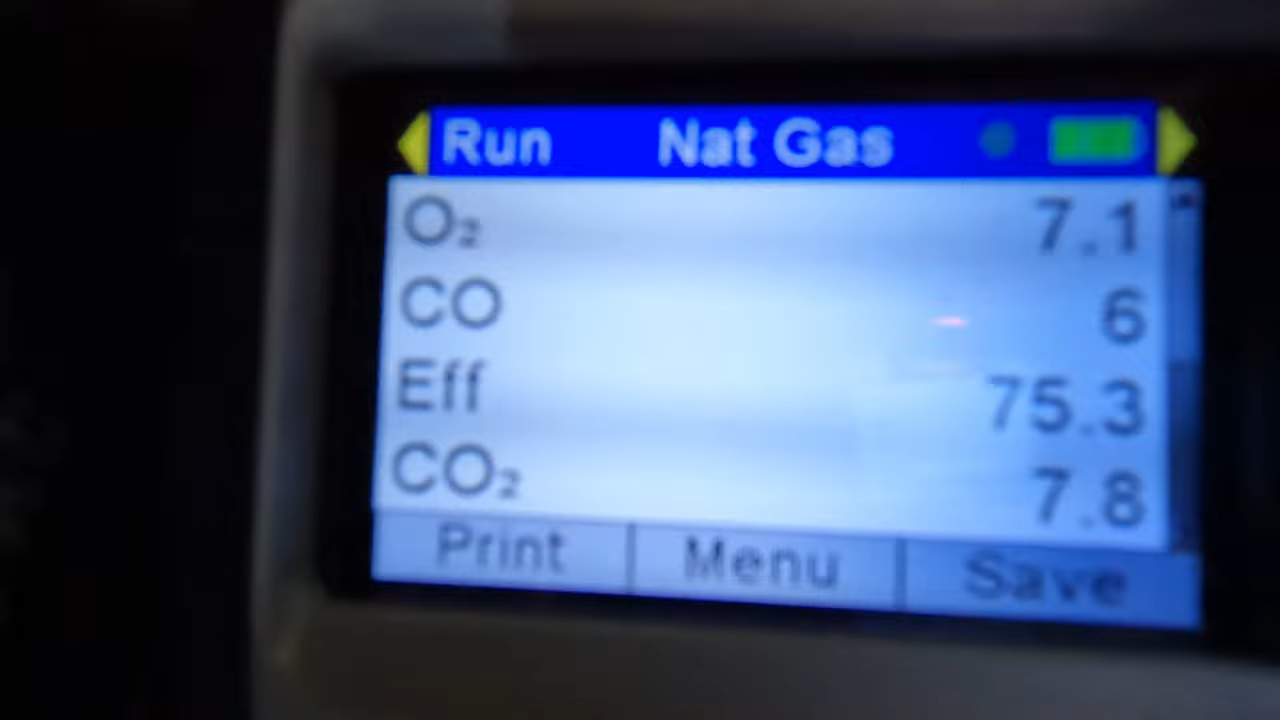 Run Nat Gas
O₂ 7.1
CO 6
Eff 75.3
CO₂ 7.8
Print Menu Save